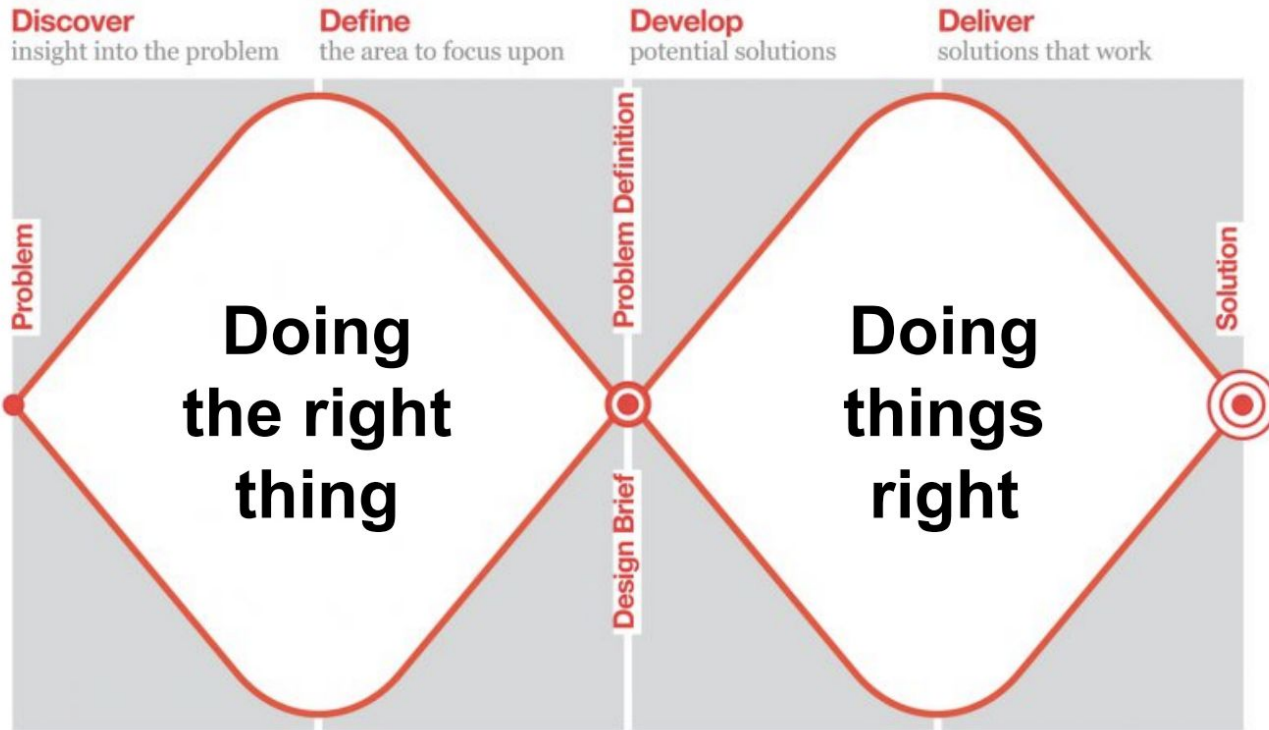 Discover
insight into the problem
Define
the area to focus upon
Develop
potential solutions
Deliver
solutions that work
Problem
Doing
the right
thing
Problem Definition
Design Brief
Doing
things
right
Solution